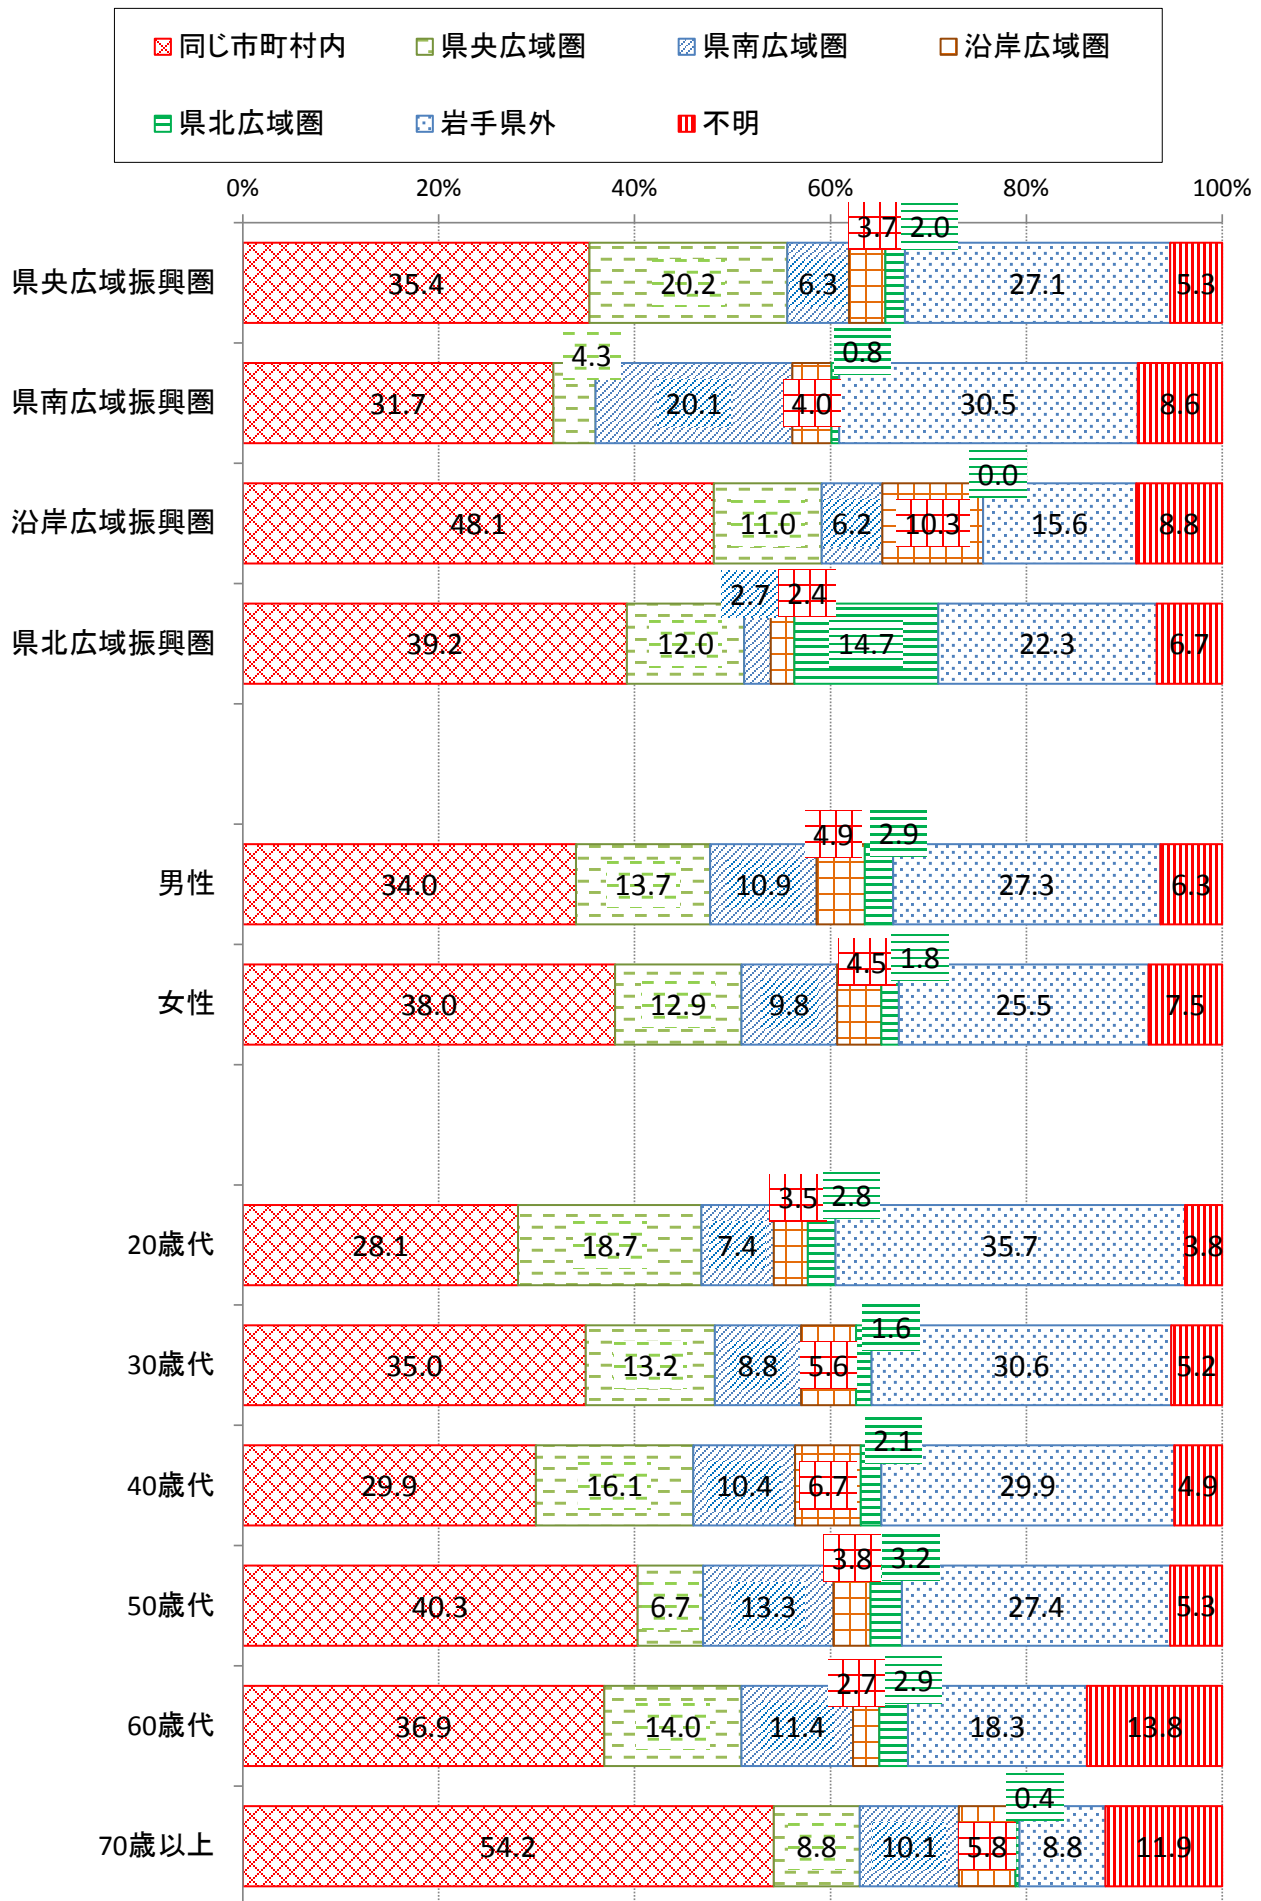 同じ市町村内 県央広域圏 県南広域圏 沿岸広域圏
県北広域圏 岩手県外 不明
0% 20% 40% 60% 80% 100%
3.7 2.0
県央広域振興圏 35.4 20.2 6.3 27.1 5.3
4.3 0.8
県南広域振興圏 31.7 20.1 4.0 30.5 8.6
0.0
沿岸広域振興圏 48.1 11.0 6.2 10.3 15.6 8.8
2.7 2.4
県北広域振興圏 39.2 12.0 14.7 22.3 6.7
4.9 2.9
男性 34.0 13.7 10.9 27.3 6.3
4.5 1.8
女性 38.0 12.9 9.8 25.5 7.5
3.5 2.8
20歳代 28.1 18.7 7.4 35.7 3.8
1.6
30歳代 35.0 13.2 8.8 5.6 30.6 5.2
2.1
40歳代 29.9 16.1 10.4 6.7 29.9 4.9
3.8 3.2
50歳代 40.3 6.7 13.3 27.4 5.3
2.7 2.9
60歳代 36.9 14.0 11.4 18.3 13.8
0.4
70歳以上 54.2 8.8 10.1 5.8 8.8 11.9